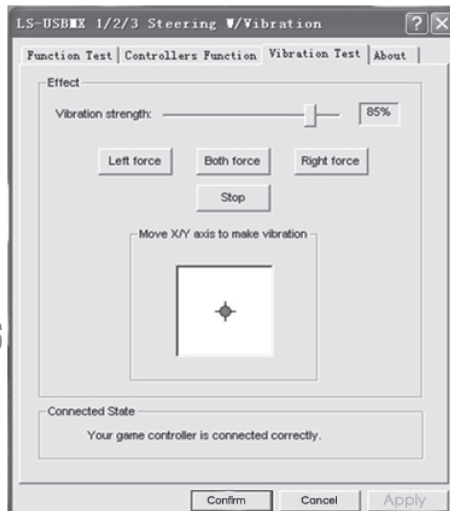 LS-USBMX 1/2/3 Steering W/Vibration
Function Test Controllers Function Vibration Test About
Effect
Vibration strength: 85%
Left force Both force Right force
Stop
Move X/Y axis to make vibration
Connected State
Your game controller is connected correctly.
Confirm Cancel Apply